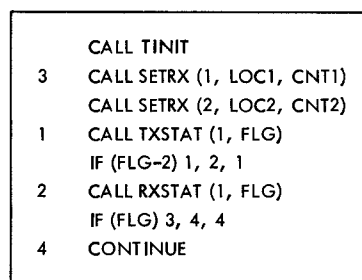 CALL TINIT
3 CALL SETRX (1, LOC1, CNT1)
CALL SETRX (2, LOC2, CNT2)
1 CALL TXSTAT (1, FLG)
IF (FLG-2) 1, 2, 1
2 CALL RXSTAT (1, FLG)
IF (FLG) 3, 4, 4
4 CONTINUE